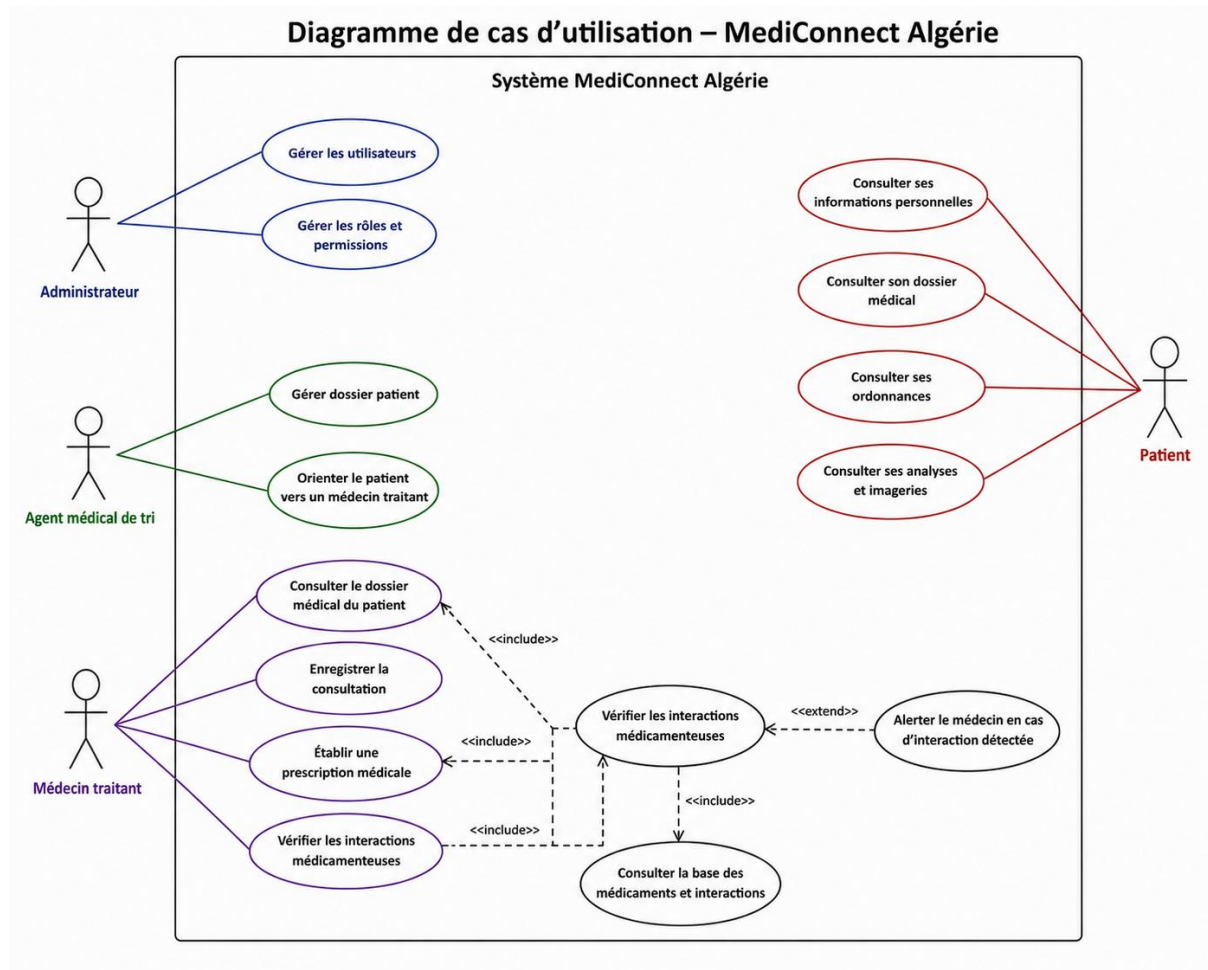 Diagramme de cas d’utilisation – MediConnect Algérie
Système MediConnect Algérie
Gérer les utilisateurs
Gérer les rôles et
permissions
Administrateur
Gérer dossier patient
Orienter le patient
vers un médecin traitant
Agent médical de tri
Consulter le dossier
médical du patient
Enregistrer la
consultation
Établir une
prescription médicale
Vérifier les interactions
médicamenteuses
Médecin traitant
<<include>>
<<include>>
<<include>>
Vérifier les interactions
médicamenteuses
<<include>>
Consulter la base des
médicaments et interactions
<<extend>>
Alerter le médecin en cas
d’interaction détectée
Consulter ses
informations personnelles
Consulter son dossier
médical
Consulter ses
ordonnances
Consulter ses analyses
et imageries
Patient